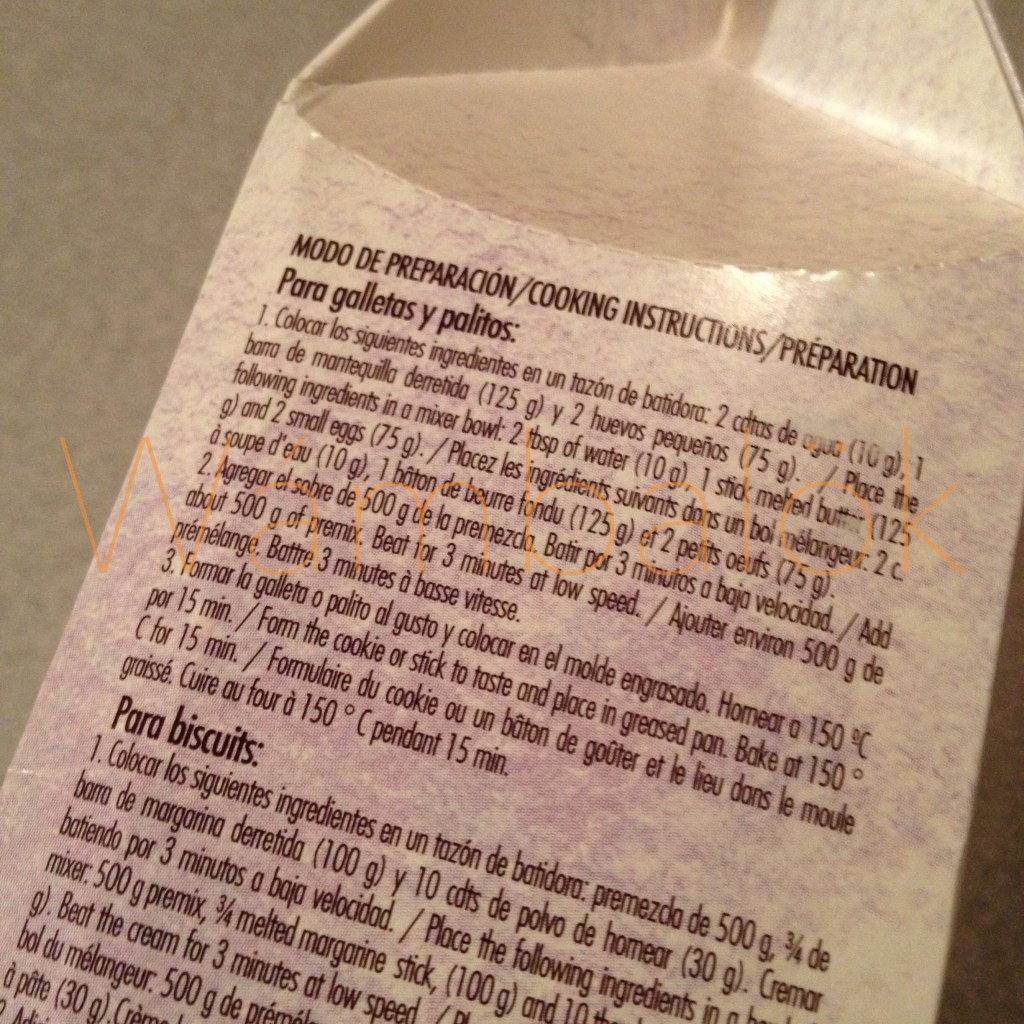 MODO DE PREPARACIÓN/COOKING INSTRUCTIONS/PRÉPARATION
Para galletas y palitos:
1. Colocar los siguientes ingredientes en un tazón de batidora: 2 cdtas de agua (10 g), 1
barra de mantequilla derretida (125 g) y 2 huevos pequeños (75 g). / Place the
following ingredients in a mixer bowl: 2 tbsp of water (10 g), 1 stick melted butter (125
g) and 2 small eggs (75 g). / Placez les ingrédients suivants dans un bol mélangeur: 2 c.
à soupe d'eau (10 g), 1 bâton de beurre fondu (125 g) et 2 petits oeufs (75 g).
2. Agregar el sobre de 500 g de la premezcla. Batir por 3 minutos a baja velocidad. / Add
about 500 g of premix. Beat for 3 minutes at low speed. / Ajouter environ 500 g de
prémélange. Battre 3 minutes à basse vitesse.
3. Formar la galleta o palito al gusto y colocar en el molde engrasado. Hornear a 150 ºC
por 15 min. / Form the cookie or stick to taste and place in greased pan. Bake at 150 °
C for 15 min. / Formulaire du cookie ou un bâton de goûter et le lieu dans le moule
graissé. Cuire au four à 150 ° C pendant 15 min.
Para biscuits:
1. Colocar los siguientes ingredientes en un tazón de batidora: premezcla de 500 g, ¾ de
barra de margarina derretida (100 g) y 10 cdts de polvo de hornear (30 g). Cremar
batiendo por 3 minutos a baja velocidad. / Place the following ingredients in a
mixer: 500 g premix, ¾ melted margarine stick, (100 g) and 10
g). Beat the cream for 3 minutes at low speed. /
bol du mélangeur: 500 g de
à pâte (30 g).
Wambalok